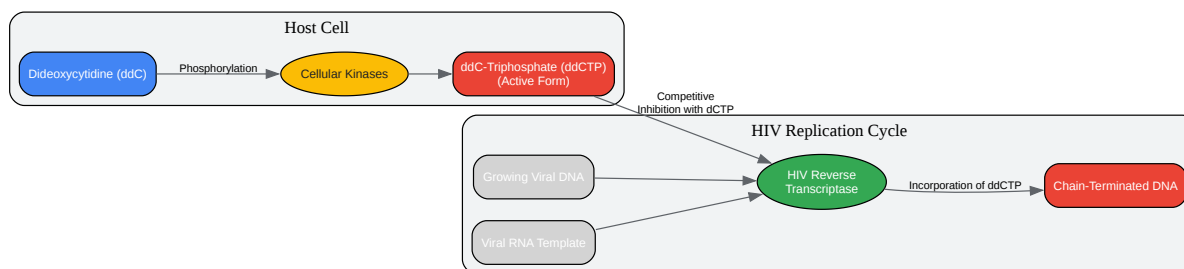 Host Cell
Dideoxycytidine (ddC)
Phosphorylation
Cellular Kinases
ddC-Triphosphate (ddCTP)
(Active Form)
Competitive
Inhibition with dCTP
HIV Replication Cycle
Growing Viral DNA
Viral RNA Template
HIV Reverse
Transcriptase
Incorporation of ddCTP
Chain-Terminated DNA